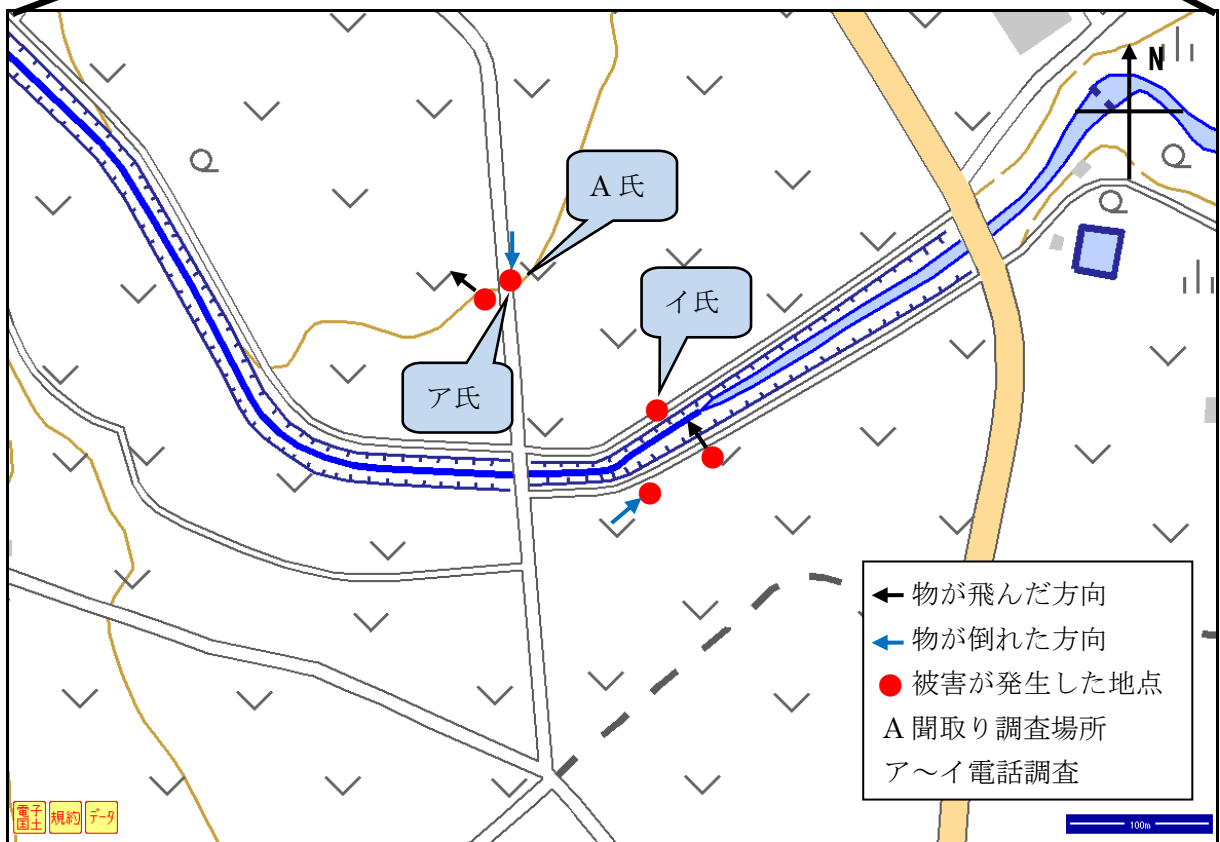 N
A 氏
イ氏
ア氏
物が飛んだ方向
物が倒れた方向
被害が発生した地点
A 聞取り調査場所
ア～イ電話調査
電子
国土
規約
データ
100m